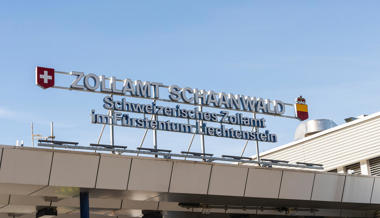 ZOLLAMT SCHAANWALD
Schweizerisches Zollamt
im Fürstentum Liechtenstein